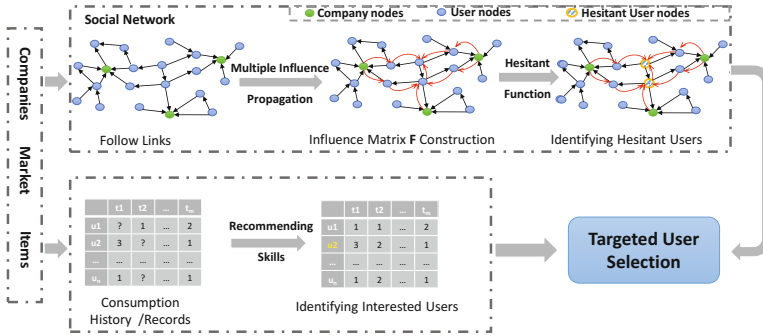 Social Network
Company nodes
User nodes
Hesitant User nodes
Companies
Market
Items
Multiple Influence
Propagation
Hesitant
Function
Follow Links
Influence Matrix F Construction
Identifying Hesitant Users
t1 t2 ... tm
u1 ? 1 ... 2
u2 3 ? ... 1
... ... ... ... ...
un 1 ? ... 1
Recommending
Skills
t1 t2 ... tm
u1 1 1 ... 2
u2 3 2 ... 1
... ... ... ... ...
un 1 2 ... 1
Consumption
History /Records
Identifying Interested Users
Targeted User
Selection